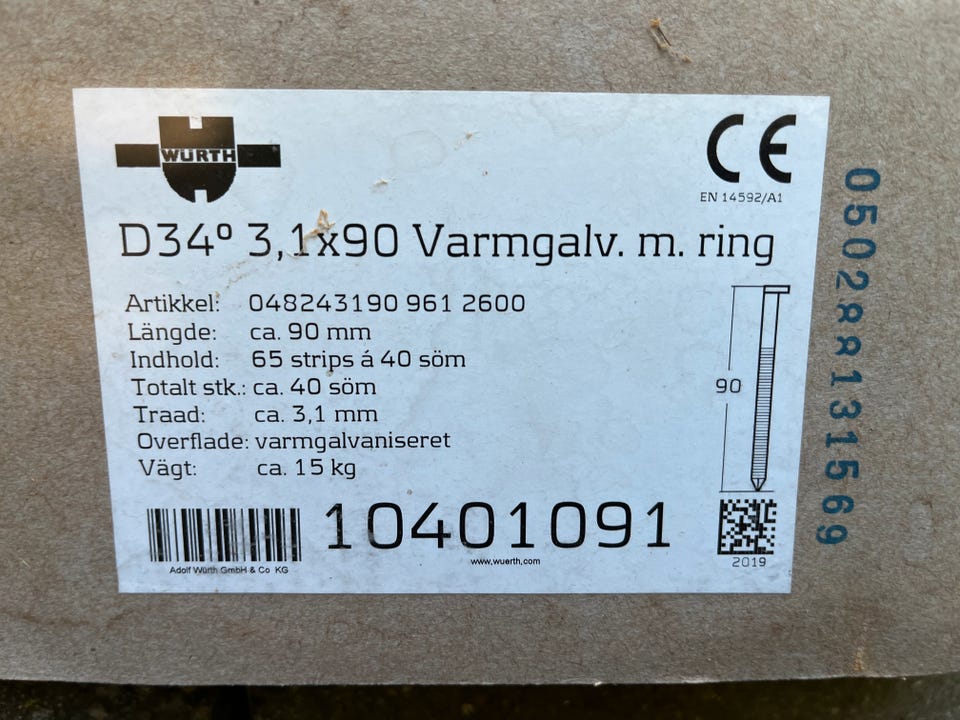 WÜRTH
CE
EN 14592/A1
D34° 3,1x90 Varmgalv. m. ring
Artikkel: 048243190 961 2600
Längde: ca. 90 mm
Indhold: 65 strips á 40 söm
Totalt stk.: ca. 40 söm
Traad: ca. 3,1 mm
Overflade: varmgalvaniseret
Vägt: ca. 15 kg
90
10401091
Adolf Würth GmbH & Co KG
www.wuerth.com
2019
050288131569